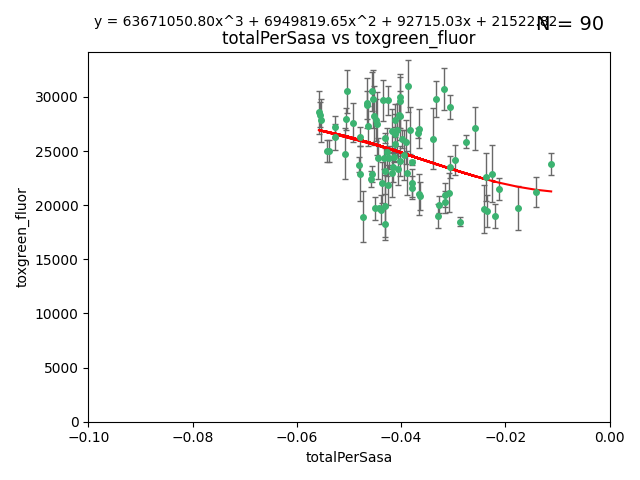 y = 63671050.80x^3 + 6949819.65x^2 + 92715.03x + 21522.82
N = 90
totalPerSasa vs toxgreen_fluor
30000
25000
20000
15000
10000
5000
0
toxgreen_fluor
−0.10 −0.08 −0.06 −0.04 −0.02 0.00
totalPerSasa